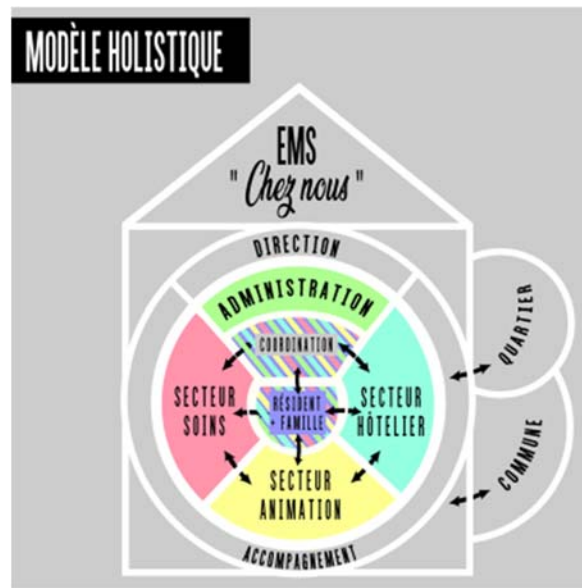 MODÈLE HOLISTIQUE
EMS
" Chez nous "
DIRECTION
ADMINISTRATION
COORDINATION
QUARTIER
SECTEUR
SOINS
RÉSIDENT
+ FAMILLE
SECTEUR
HÔTELIER
COMMUNE
SECTEUR
ANIMATION
ACCOMPAGNEMENT